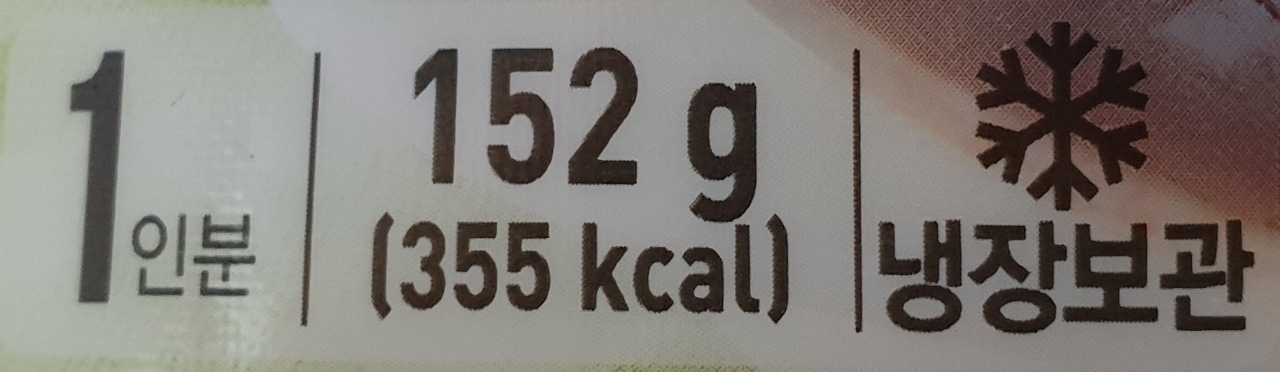 1인분
152 g
(355 kcal)
냉장보관